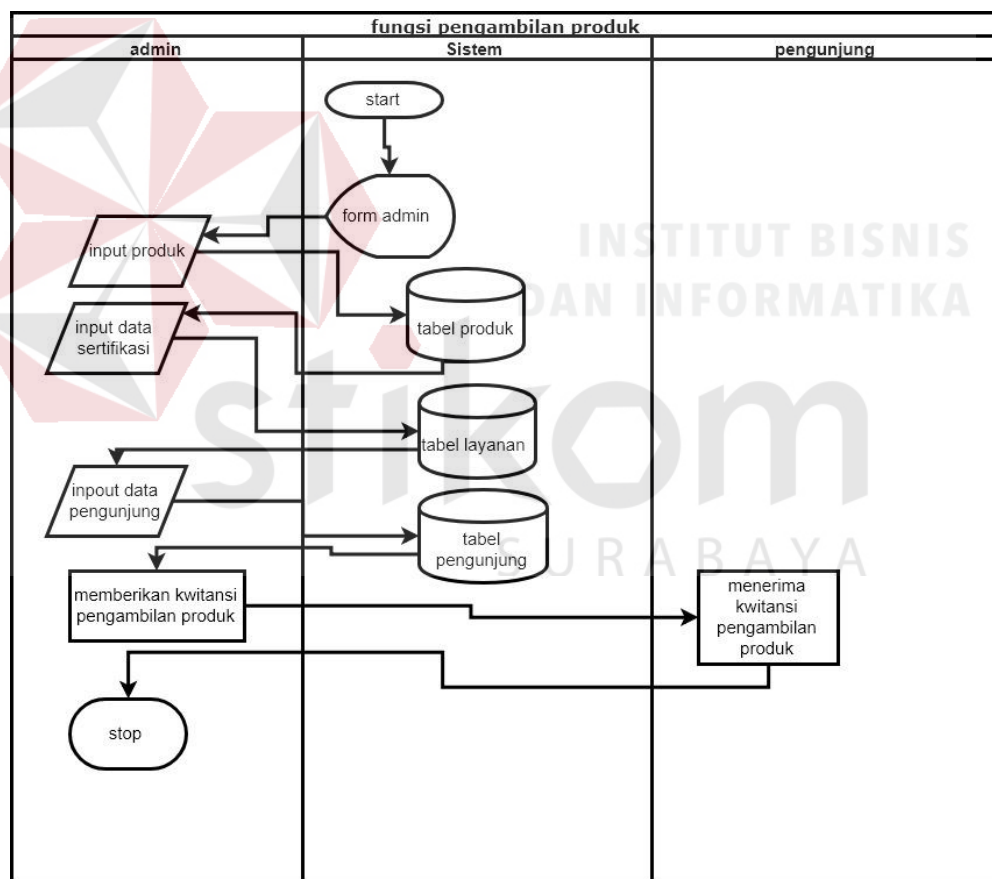 fungsi pengambilan produk
admin
Sistem
pengunjung
start
form admin
input produk
INSTITUT BISNIS
DAN INFORMATIKA
tabel produk
input data
sertifikasi
stikom
tabel layanan
inpout data
pengunjung
tabel
pengunjung
SURABAYA
memberikan kwitansi
pengambilan produk
menerima
kwitansi
pengambilan
produk
stop